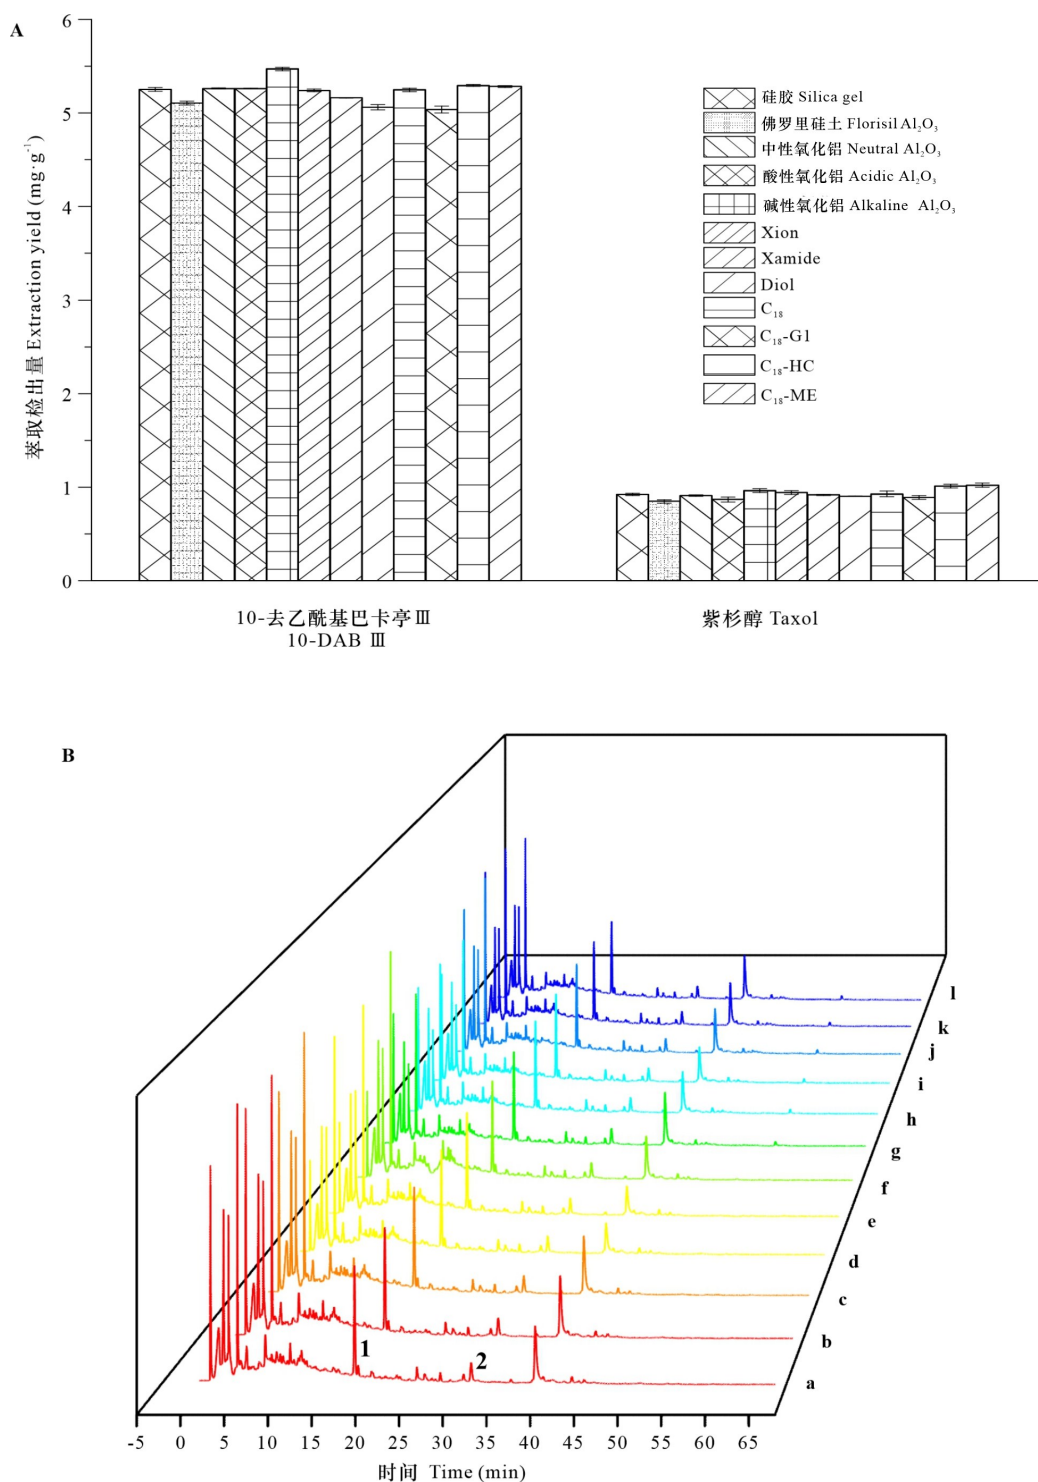 A
6
5
4
3
2
1
0
萃取检出量 Extraction yield (mg·g⁻¹)
硅胶 Silica gel
佛罗里硅土 Florisil Al₂O₃
中性氧化铝 Neutral Al₂O₃
酸性氧化铝 Acidic Al₂O₃
碱性氧化铝 Alkaline Al₂O₃
Xion
Xamide
Diol
C₁₈
C₁₈-G1
C₁₈-HC
C₁₈-ME
10-去乙酰基巴卡亭Ⅲ
10-DAB Ⅲ
紫杉醇 Taxol
B
l
k
j
i
h
g
f
e
d
c
b
a
1
2
-5 0 5 10 15 20 25 30 35 40 45 50 55 60 65
时间 Time (min)